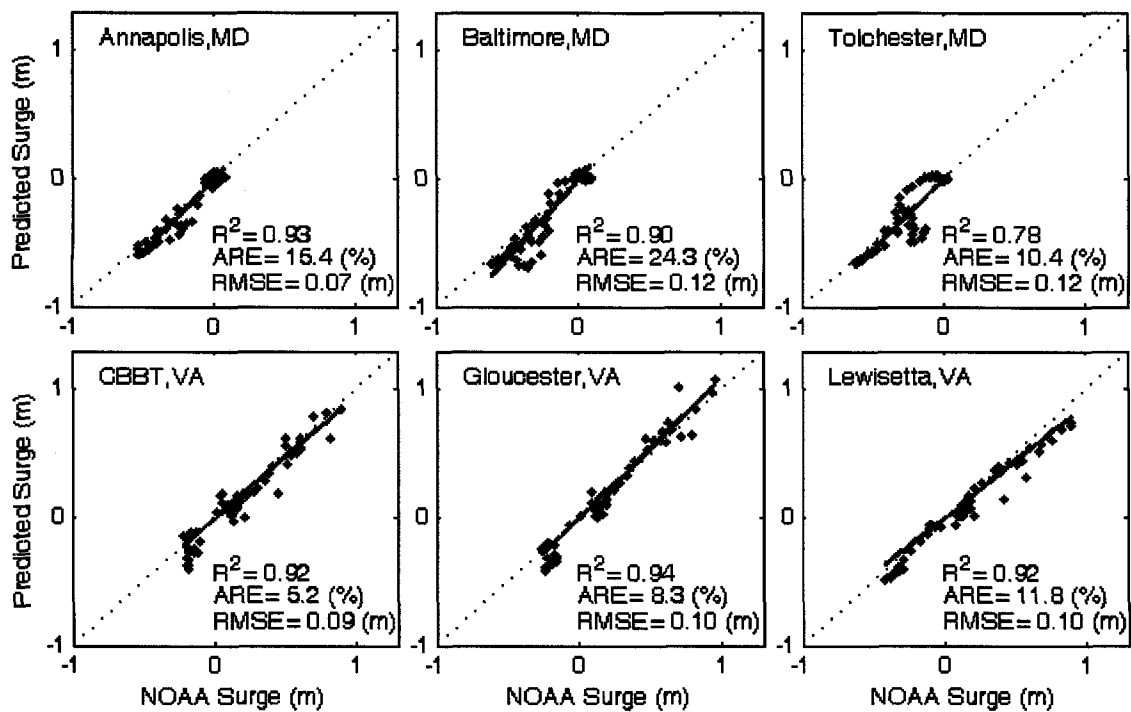 Annapolis,MD
R² = 0.93
ARE= 15.4 (%)
RMSE= 0.07 (m)
Baltimore,MD
R² = 0.90
ARE= 24.3 (%)
RMSE= 0.12 (m)
Tolchester,MD
R² = 0.78
ARE= 10.4 (%)
RMSE= 0.12 (m)
Predicted Surge (m)
1
0
-1
-1
0
1
0
1
0
1
CBBT,VA
R² = 0.92
ARE= 5.2 (%)
RMSE= 0.09 (m)
Gloucester,VA
R² = 0.94
ARE= 8.3 (%)
RMSE= 0.10 (m)
Lewisetta,VA
R² = 0.92
ARE= 11.8 (%)
RMSE= 0.10 (m)
Predicted Surge (m)
1
0
-1
-1
0
1
-1
0
1
-1
0
1
NOAA Surge (m)
NOAA Surge (m)
NOAA Surge (m)